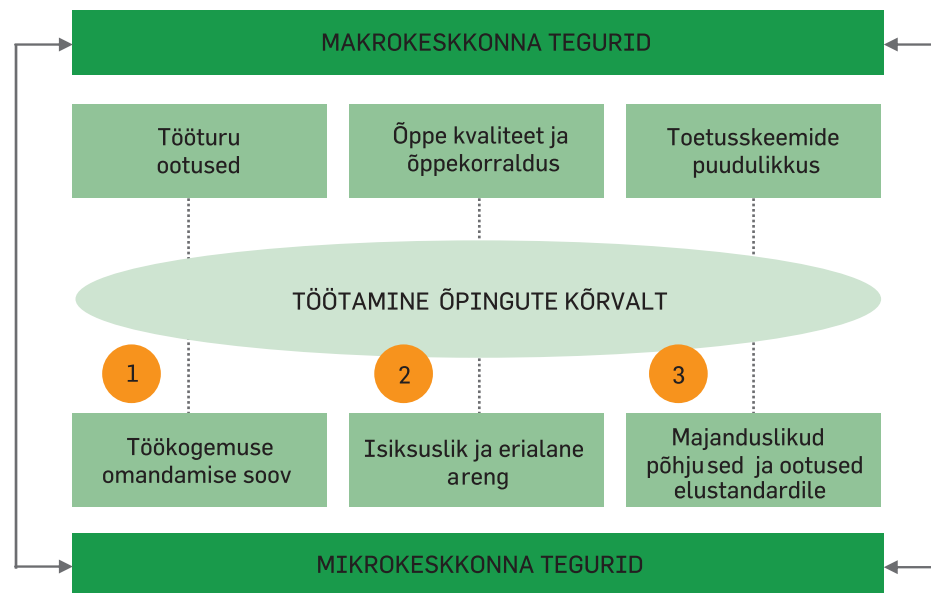 MAKROKESKKONNA TEGURID
Tööturu
ootused
Õppe kvaliteet ja
õppekorraldus
Toetusskeemide
puudulikkus
TÖÖTAMINE ÕPINGUTE KÕRVALT
1
2
3
Töökogemuse
omandamise soov
Isiksuslik ja erialane
areng
Majanduslikud
põhjused ja ootused
elustandardile
MIKROKESKKONNA TEGURID